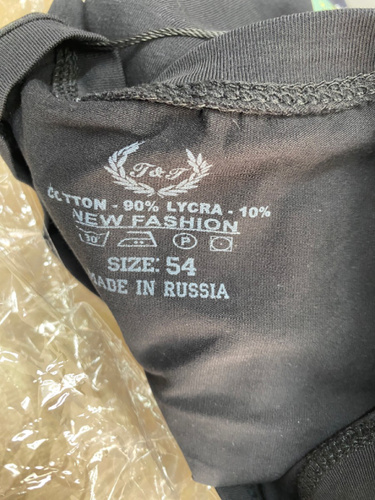 T&T
COTTON - 90% LYCRA - 10%
NEW FASHION
30° P
SIZE: 54
MADE IN RUSSIA